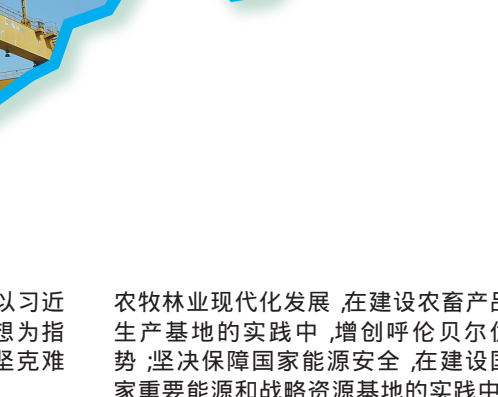 以习近
想为指
坚克难
农牧林业现代化发展,在建设农畜产品
生产基地的实践中,增创呼伦贝尔优
势;坚决保障国家能源安全,在建设国
家重要能源和战略资源基地的实践中